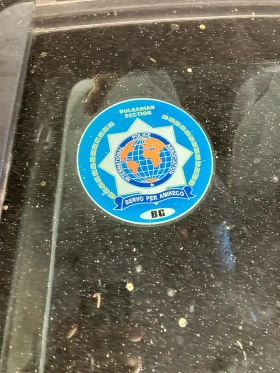 BULGARIAN
SECTION
INTERNATIONAL POLICE ASSOCIATION
SERVO PER AMIKECO
BG